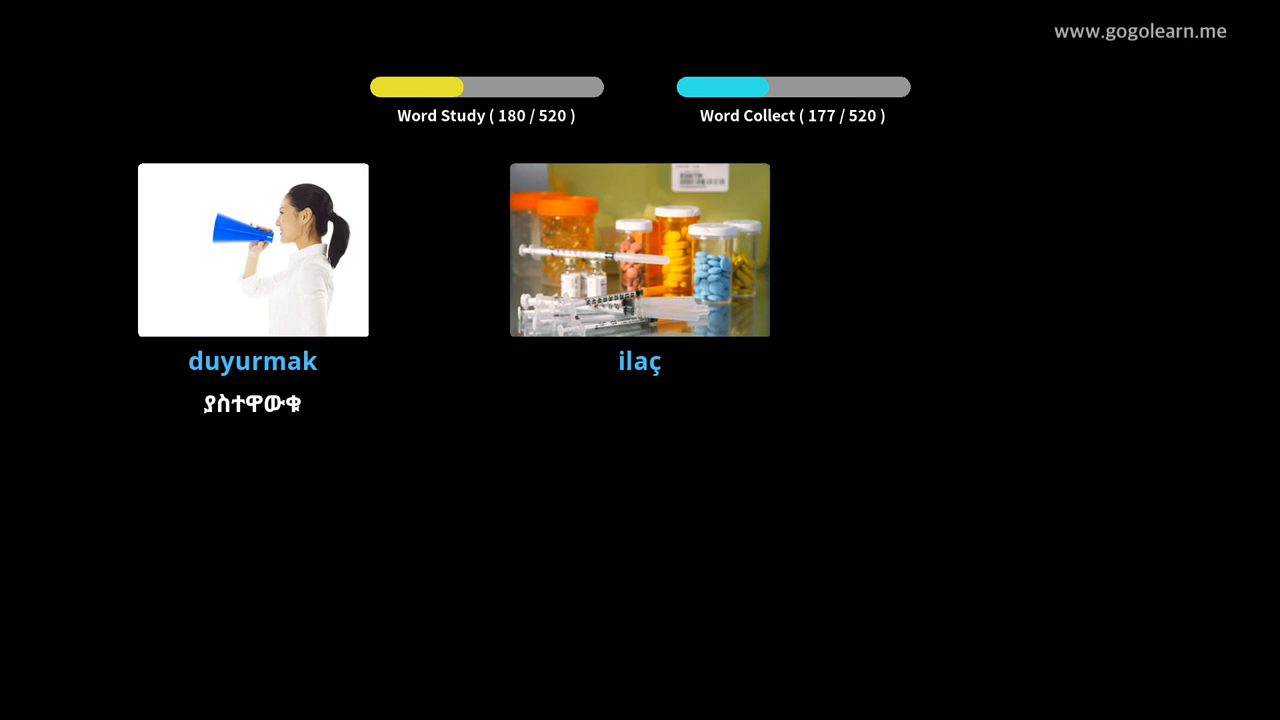 www.gogolearn.me
Word Study ( 180 / 520 )
Word Collect ( 177 / 520 )
duyurmak
ያስተዋውቁ
ilaç